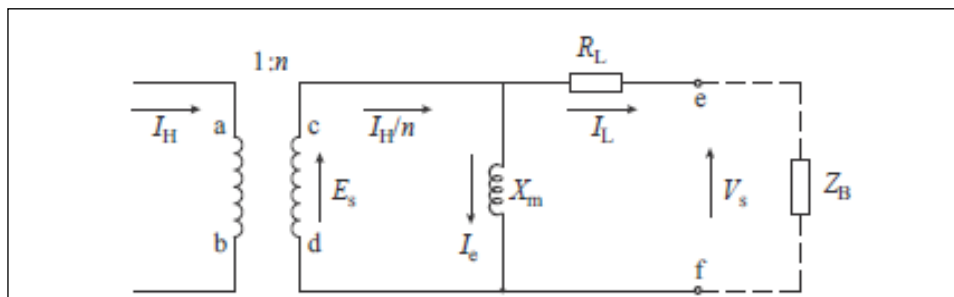 1:n
R_L
e
I_H
a
c
I_H/n
I_L
E_s
X_m
V_s
Z_B
b
d
I_e
f